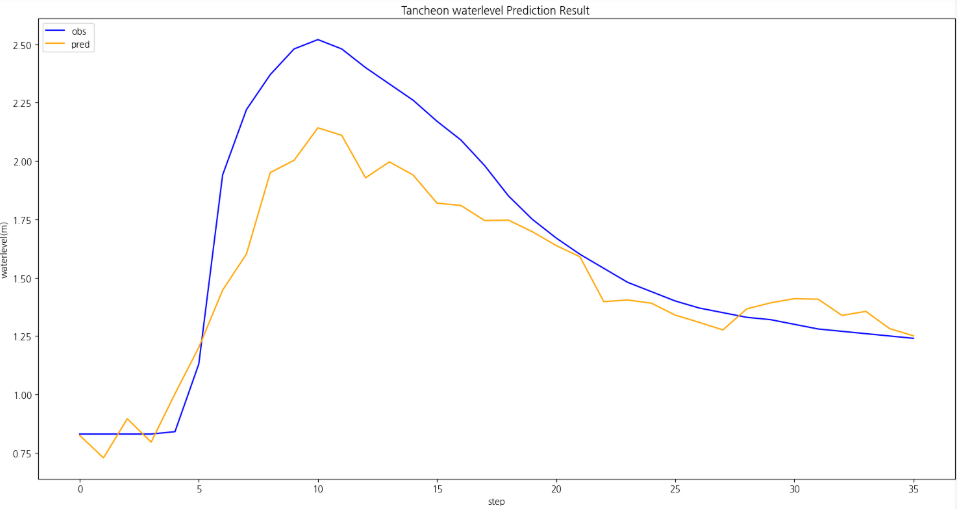 Tancheon waterlevel Prediction Result
obs
pred
2.50
2.25
2.00
1.75
1.50
1.25
1.00
0.75
waterlevel(m)
0 5 10 15 20 25 30 35
step